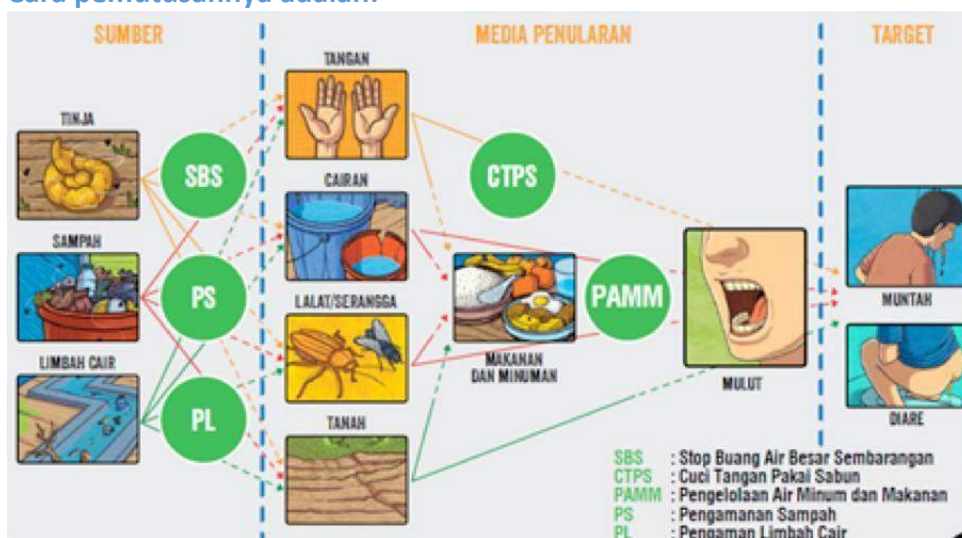 Cara pemutusannya adalah:
SUMBER
MEDIA PENULARAN
TARGET
TINJA
SAMPAH
LIMBAH CAIR
SBS
PS
PL
TANGAN
CAIRAN
LALAT/SERANGGA
TANAH
CTPS
MAKANAN
DAN MINUMAN
PAMM
MULUT
MUNTAH
DIARE
SBS : Stop Buang Air Besar Sembarangan
CTPS : Cuci Tangan Pakai Sabun
PAMM : Pengelolaan Air Minum dan Makanan
PS : Pengamanan Sampah
PL : Pengaman Limbah Cair